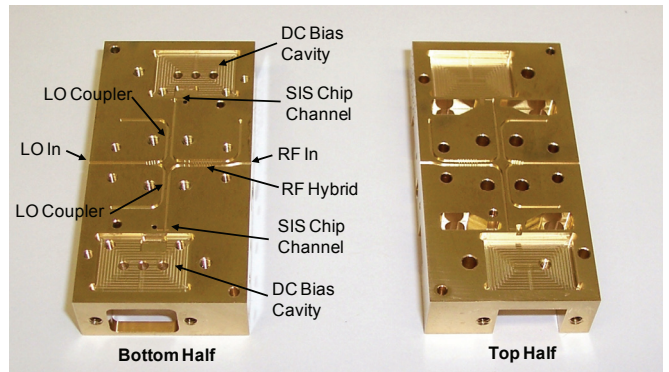 DC Bias
Cavity
LO Coupler
SIS Chip
Channel
LO In
RF In
RF Hybrid
LO Coupler
SIS Chip
Channel
DC Bias
Cavity
Bottom Half
Top Half